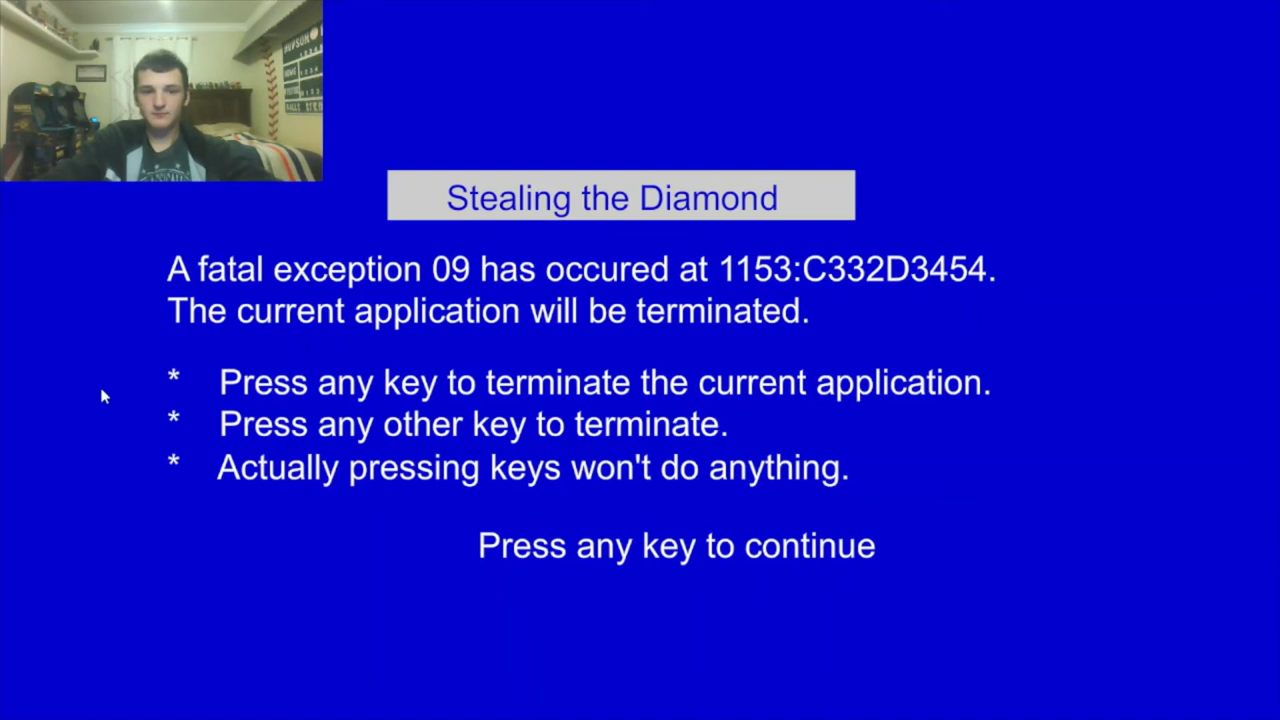 HUDSON
Stealing the Diamond
A fatal exception 09 has occured at 1153:C332D3454.
The current application will be terminated.
* Press any key to terminate the current application.
* Press any other key to terminate.
* Actually pressing keys won't do anything.
Press any key to continue